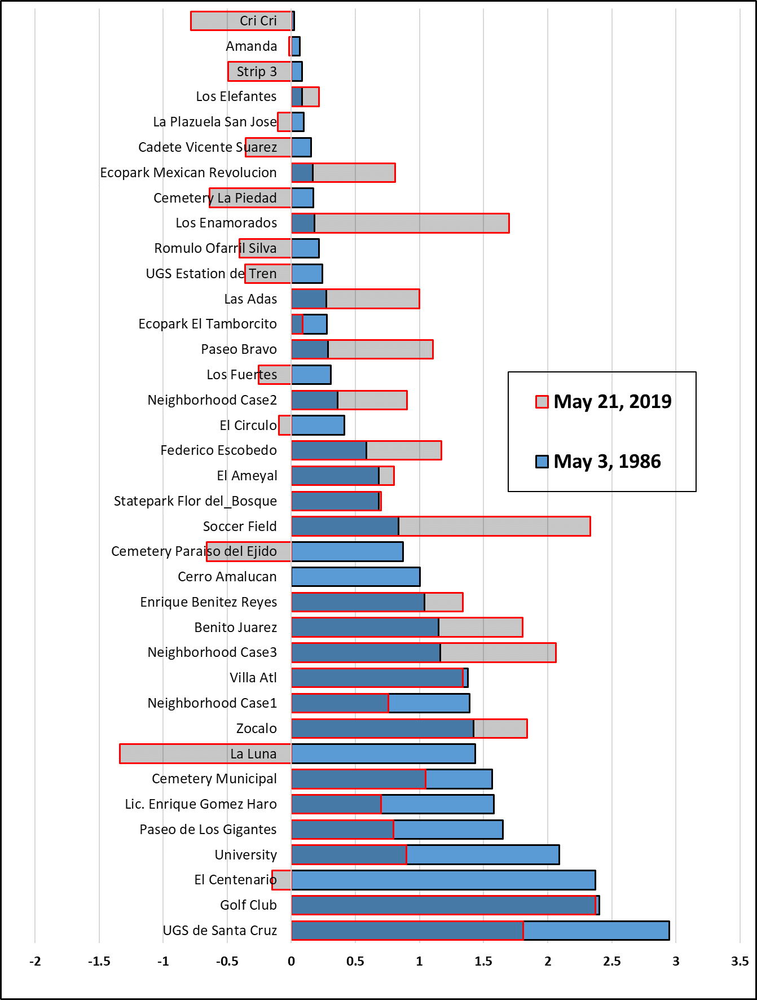 Cri Cri
Amanda
Strip 3
Los Elefantes
La Plazuela San Jose
Cadete Vicente Suarez
Ecopark Mexican Revolucion
Cemetery La Piedad
Los Enamorados
Romulo Ofarril Silva
UGS Estation de Tren
Las Adas
Ecopark El Tamborcito
Paseo Bravo
Los Fuertes
Neighborhood Case2
El Circulo
Federico Escobedo
El Ameyal
Statepark Flor del_Bosque
Soccer Field
Cemetery Paraiso del Ejido
Cerro Amalucan
Enrique Benitez Reyes
Benito Juarez
Neighborhood Case3
Villa Atl
Neighborhood Case1
Zocalo
La Luna
Cemetery Municipal
Lic. Enrique Gomez Haro
Paseo de Los Gigantes
University
El Centenario
Golf Club
UGS de Santa Cruz
May 21, 2019
May 3, 1986
-2 -1.5 -1 -0.5 0 0.5 1 1.5 2 2.5 3 3.5